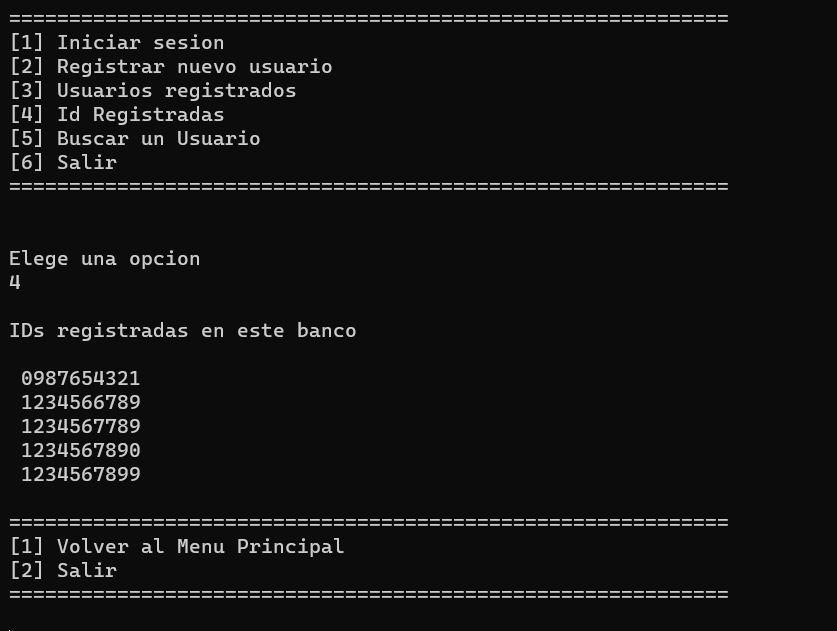 ============================================================
[1] Iniciar sesion
[2] Registrar nuevo usuario
[3] Usuarios registrados
[4] Id Registradas
[5] Buscar un Usuario
[6] Salir
============================================================
Elege una opcion
4
IDs registradas en este banco
0987654321
1234566789
1234567789
1234567890
1234567899
============================================================
[1] Volver al Menu Principal
[2] Salir
============================================================